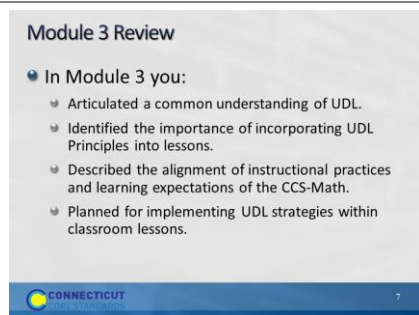 Module 3 Review
In Module 3 you:
Articulated a common understanding of UDL.
Identified the importance of incorporating UDL
Principles into lessons.
Described the alignment of instructional practices
and learning expectations of the CCS-Math.
Planned for implementing UDL strategies within
classroom lessons.
CONNECTICUT
CORE STANDARDS
7